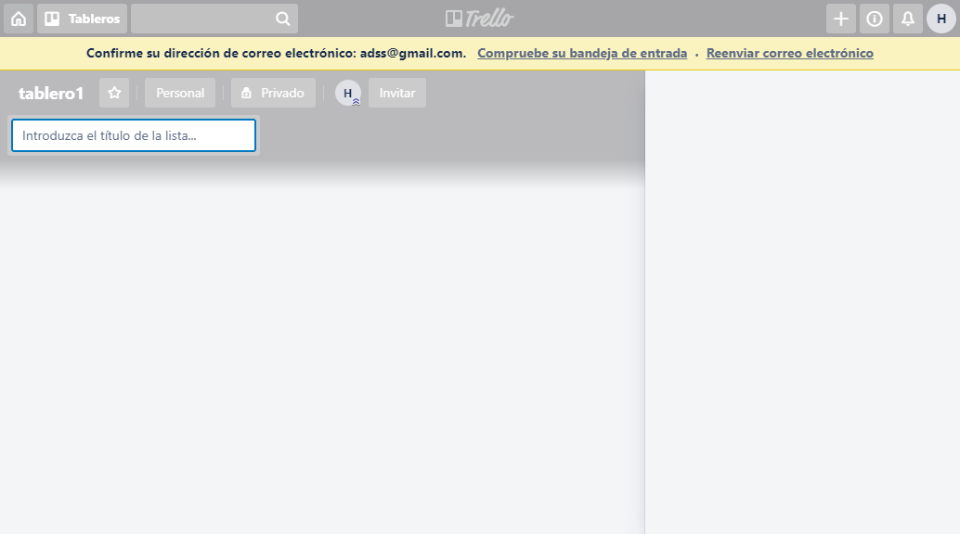 Tableros Trello H
Confirme su dirección de correo electrónico: adss@gmail.com. Compruebe su bandeja de entrada · Reenviar correo electrónico
tablero1 Personal Privado H Invitar
Introduzca el título de la lista...